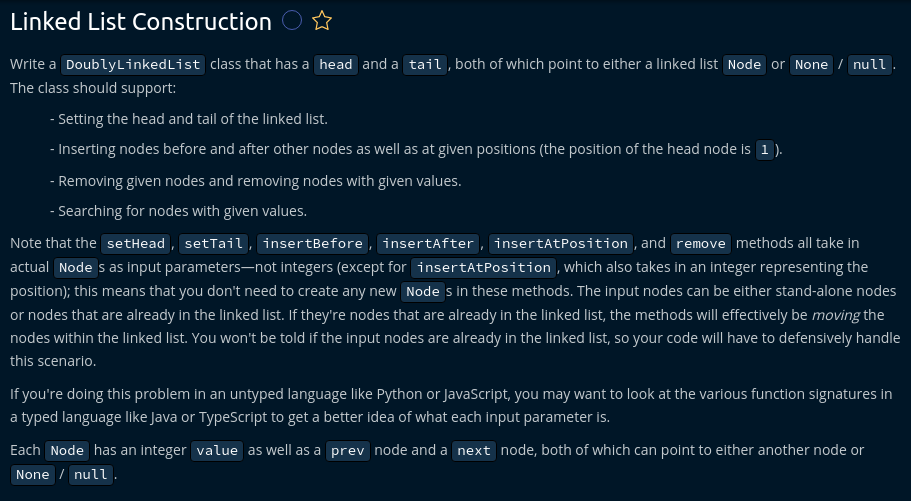 Linked List Construction
Write a DoublyLinkedList class that has a head and a tail, both of which point to either a linked list Node or None / null.
The class should support:
- Setting the head and tail of the linked list.
- Inserting nodes before and after other nodes as well as at given positions (the position of the head node is 1).
- Removing given nodes and removing nodes with given values.
- Searching for nodes with given values.
Note that the setHead, setTail, insertBefore, insertAfter, insertAtPosition, and remove methods all take in
actual Nodes as input parameters—not integers (except for insertAtPosition, which also takes in an integer representing the
position); this means that you don't need to create any new Nodes in these methods. The input nodes can be either stand-alone nodes
or nodes that are already in the linked list. If they're nodes that are already in the linked list, the methods will effectively be moving the
nodes within the linked list. You won't be told if the input nodes are already in the linked list, so your code will have to defensively handle
this scenario.
If you're doing this problem in an untyped language like Python or JavaScript, you may want to look at the various function signatures in
a typed language like Java or TypeScript to get a better idea of what each input parameter is.
Each Node has an integer value as well as a prev node and a next node, both of which can point to either another node or
None / null.